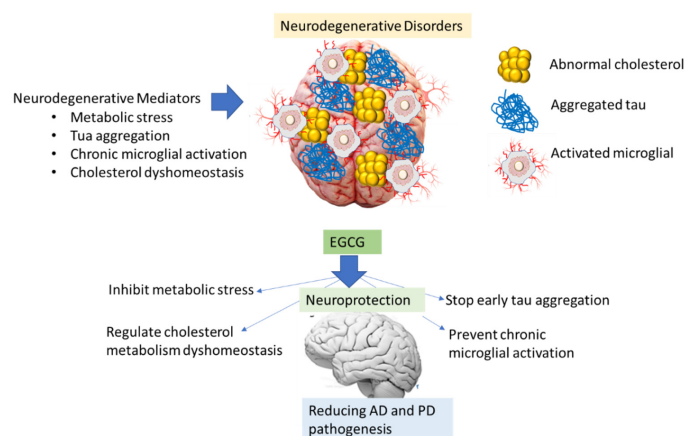 Neurodegenerative Disorders
Abnormal cholesterol
Aggregated tau
Activated microglial
Neurodegenerative Mediators
• Metabolic stress
• Tua aggregation
• Chronic microglial activation
• Cholesterol dyshomeostasis
EGCG
Inhibit metabolic stress
Neuroprotection
Stop early tau aggregation
Regulate cholesterol
metabolism dyshomeostasis
Prevent chronic
microglial activation
Reducing AD and PD
pathogenesis